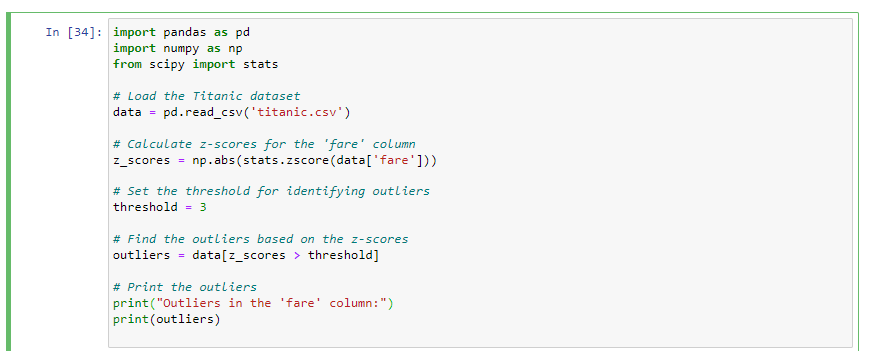 In [34]: import pandas as pd
import numpy as np
from scipy import stats
# Load the Titanic dataset
data = pd.read_csv('titanic.csv')
# Calculate z-scores for the 'fare' column
z_scores = np.abs(stats.zscore(data['fare']))
# Set the threshold for identifying outliers
threshold = 3
# Find the outliers based on the z-scores
outliers = data[z_scores > threshold]
# Print the outliers
print("Outliers in the 'fare' column:")
print(outliers)